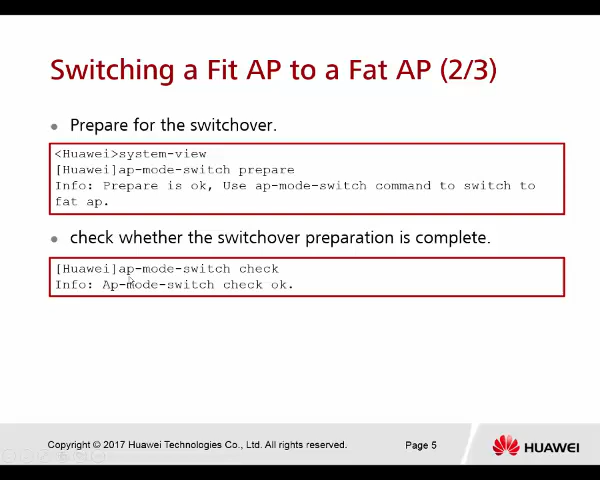 Switching a Fit AP to a Fat AP (2/3)
● Prepare for the switchover.
<Huawei>system-view
[Huawei]ap-mode-switch prepare
Info: Prepare is ok, Use ap-mode-switch command to switch to
fat ap.
● check whether the switchover preparation is complete.
[Huawei]ap-mode-switch check
Info: Ap-mode-switch check ok.
Copyright © 2017 Huawei Technologies Co., Ltd. All rights reserved.
Page 5
HUAWEI